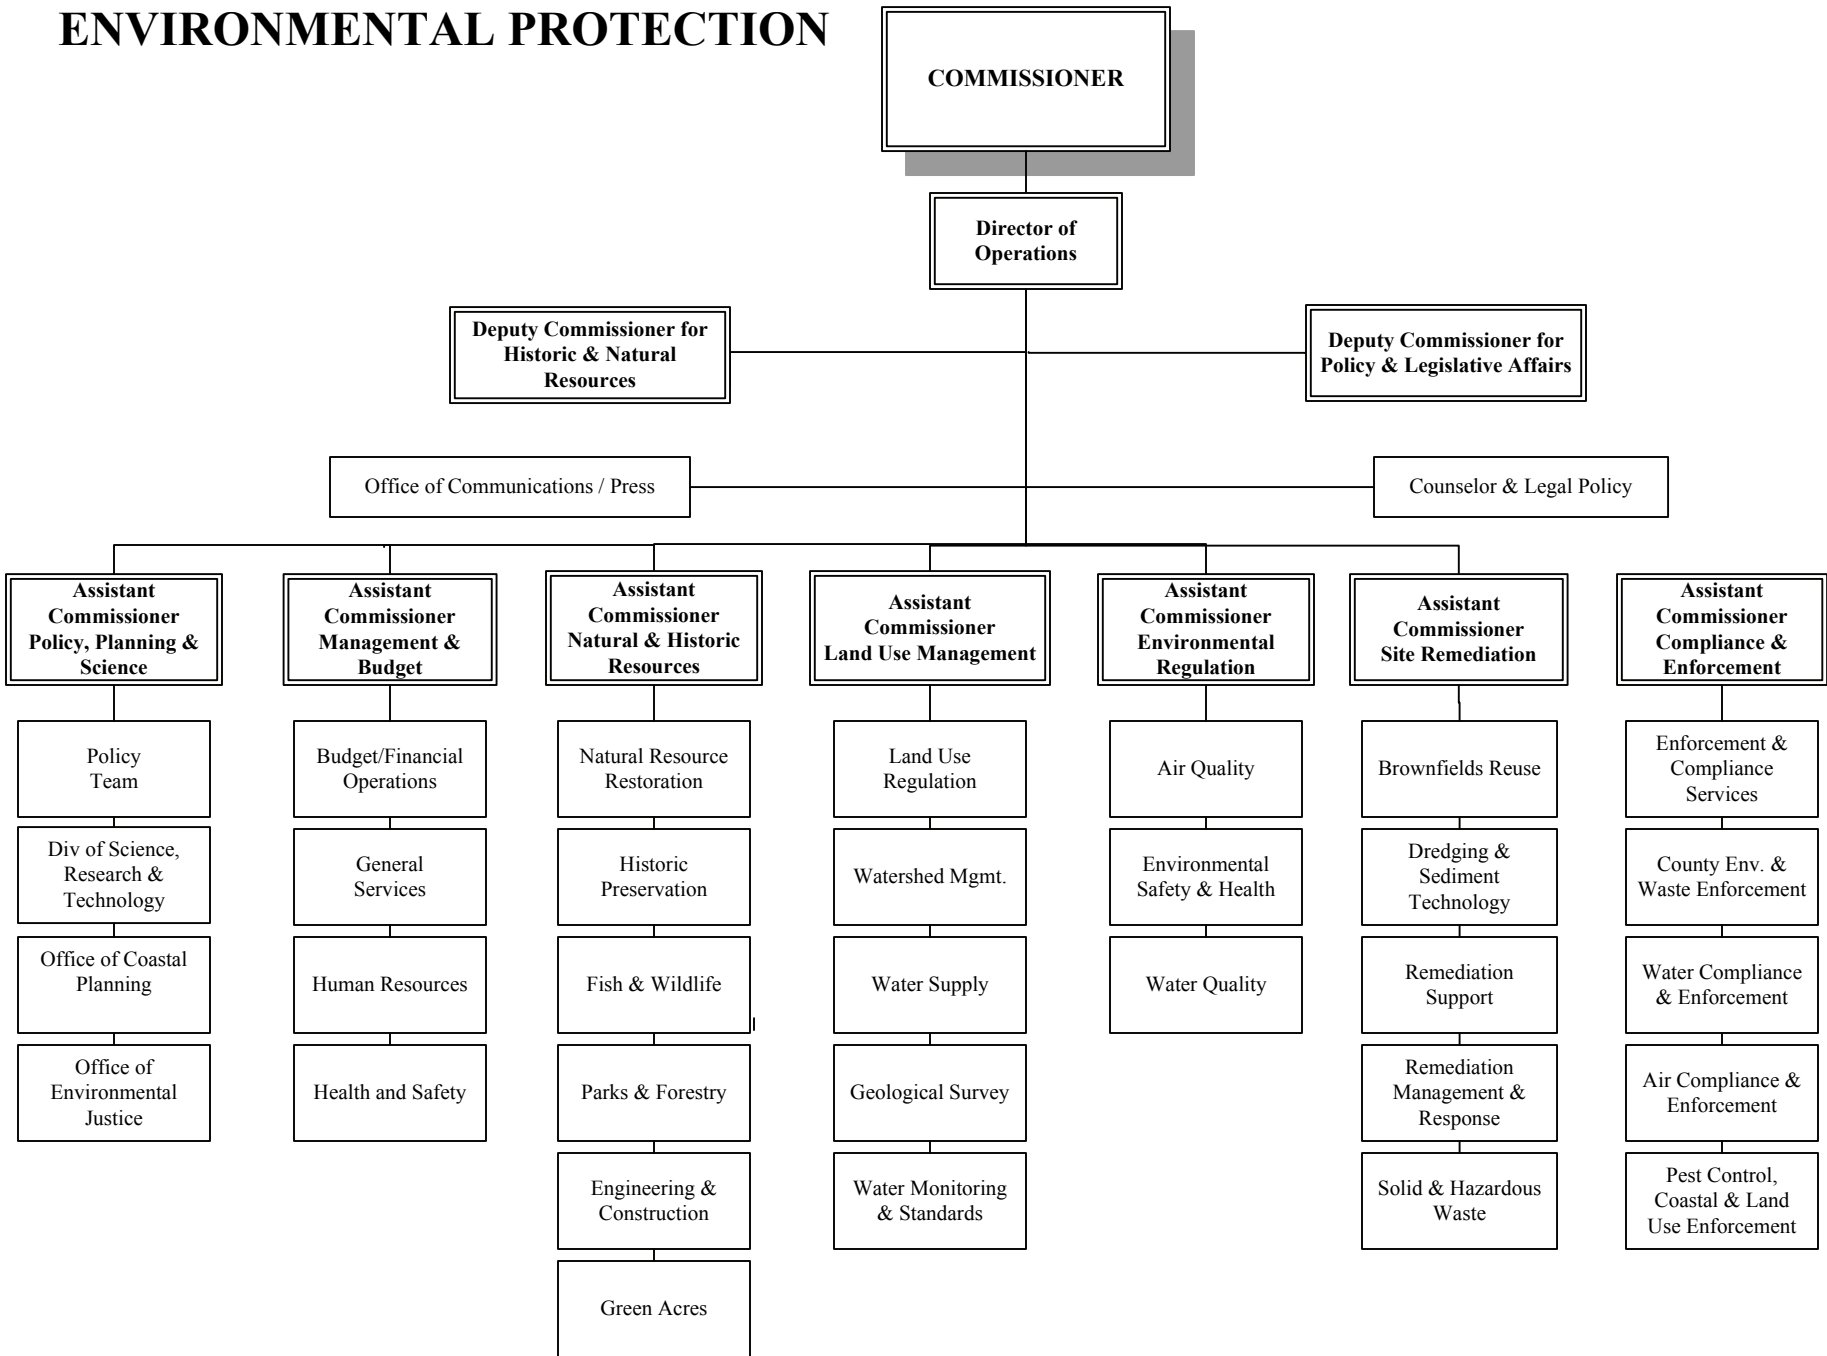 ENVIRONMENTAL PROTECTION
COMMISSIONER
Director of
Operations
Deputy Commissioner for
Historic & Natural
Resources
Deputy Commissioner for
Policy & Legislative Affairs
Office of Communications / Press
Counselor & Legal Policy
Assistant
Commissioner
Policy, Planning &
Science
Policy
Team
Div of Science,
Research &
Technology
Office of Coastal
Planning
Office of
Environmental
Justice
Assistant
Commissioner
Management &
Budget
Budget/Financial
Operations
General
Services
Human Resources
Health and Safety
Assistant
Commissioner
Natural & Historic
Resources
Natural Resource
Restoration
Historic
Preservation
Fish & Wildlife
Parks & Forestry
Engineering &
Construction
Green Acres
Assistant
Commissioner
Land Use Management
Land Use
Regulation
Watershed Mgmt.
Water Supply
Geological Survey
Water Monitoring
& Standards
Assistant
Commissioner
Environmental
Regulation
Air Quality
Environmental
Safety & Health
Water Quality
Assistant
Commissioner
Site Remediation
Brownfields Reuse
Dredging &
Sediment
Technology
Remediation
Support
Remediation
Management &
Response
Solid & Hazardous
Waste
Assistant
Commissioner
Compliance &
Enforcement
Enforcement &
Compliance
Services
County Env. &
Waste Enforcement
Water Compliance
& Enforcement
Air Compliance &
Enforcement
Pest Control,
Coastal & Land
Use Enforcement